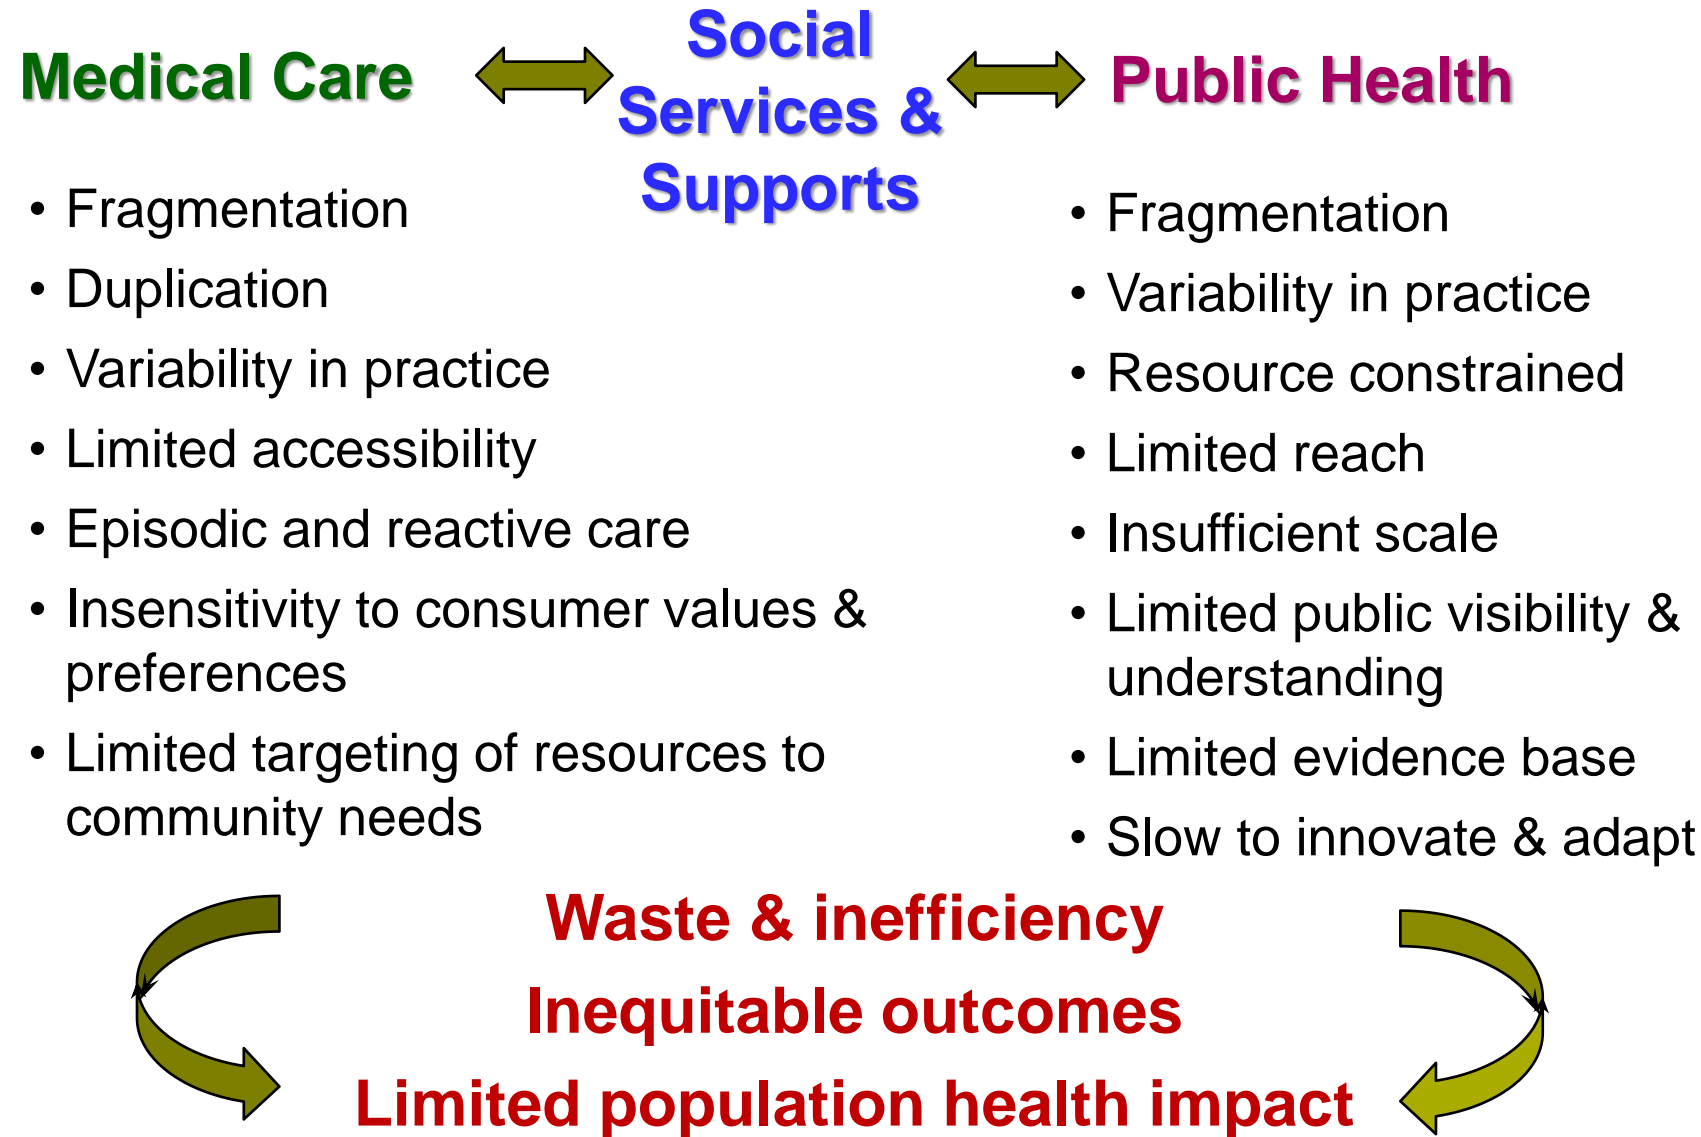 Medical Care
Social
Services &
Supports
Public Health
• Fragmentation
• Duplication
• Variability in practice
• Limited accessibility
• Episodic and reactive care
• Insensitivity to consumer values &
preferences
• Limited targeting of resources to
community needs
• Fragmentation
• Variability in practice
• Resource constrained
• Limited reach
• Insufficient scale
• Limited public visibility &
understanding
• Limited evidence base
• Slow to innovate & adapt
Waste & inefficiency
Inequitable outcomes
Limited population health impact